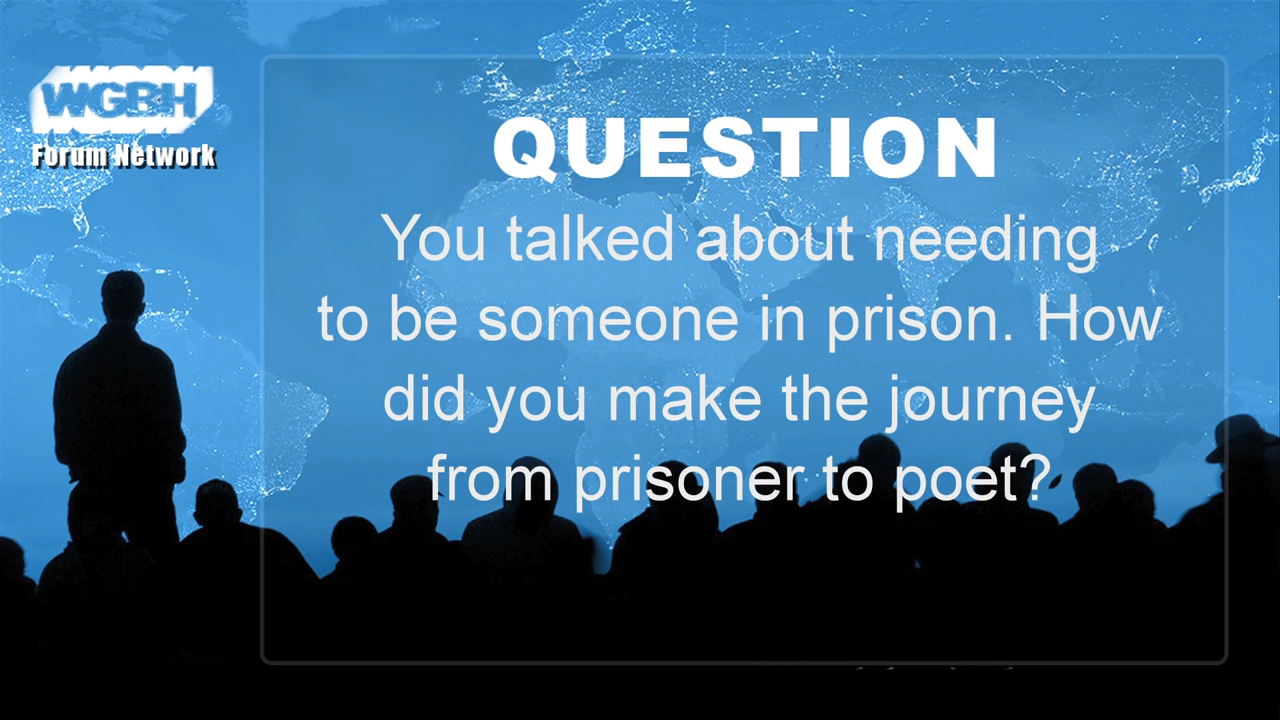 WGBH
Forum Network
QUESTION
You talked about needing
to be someone in prison. How
did you make the journey
from prisoner to poet?